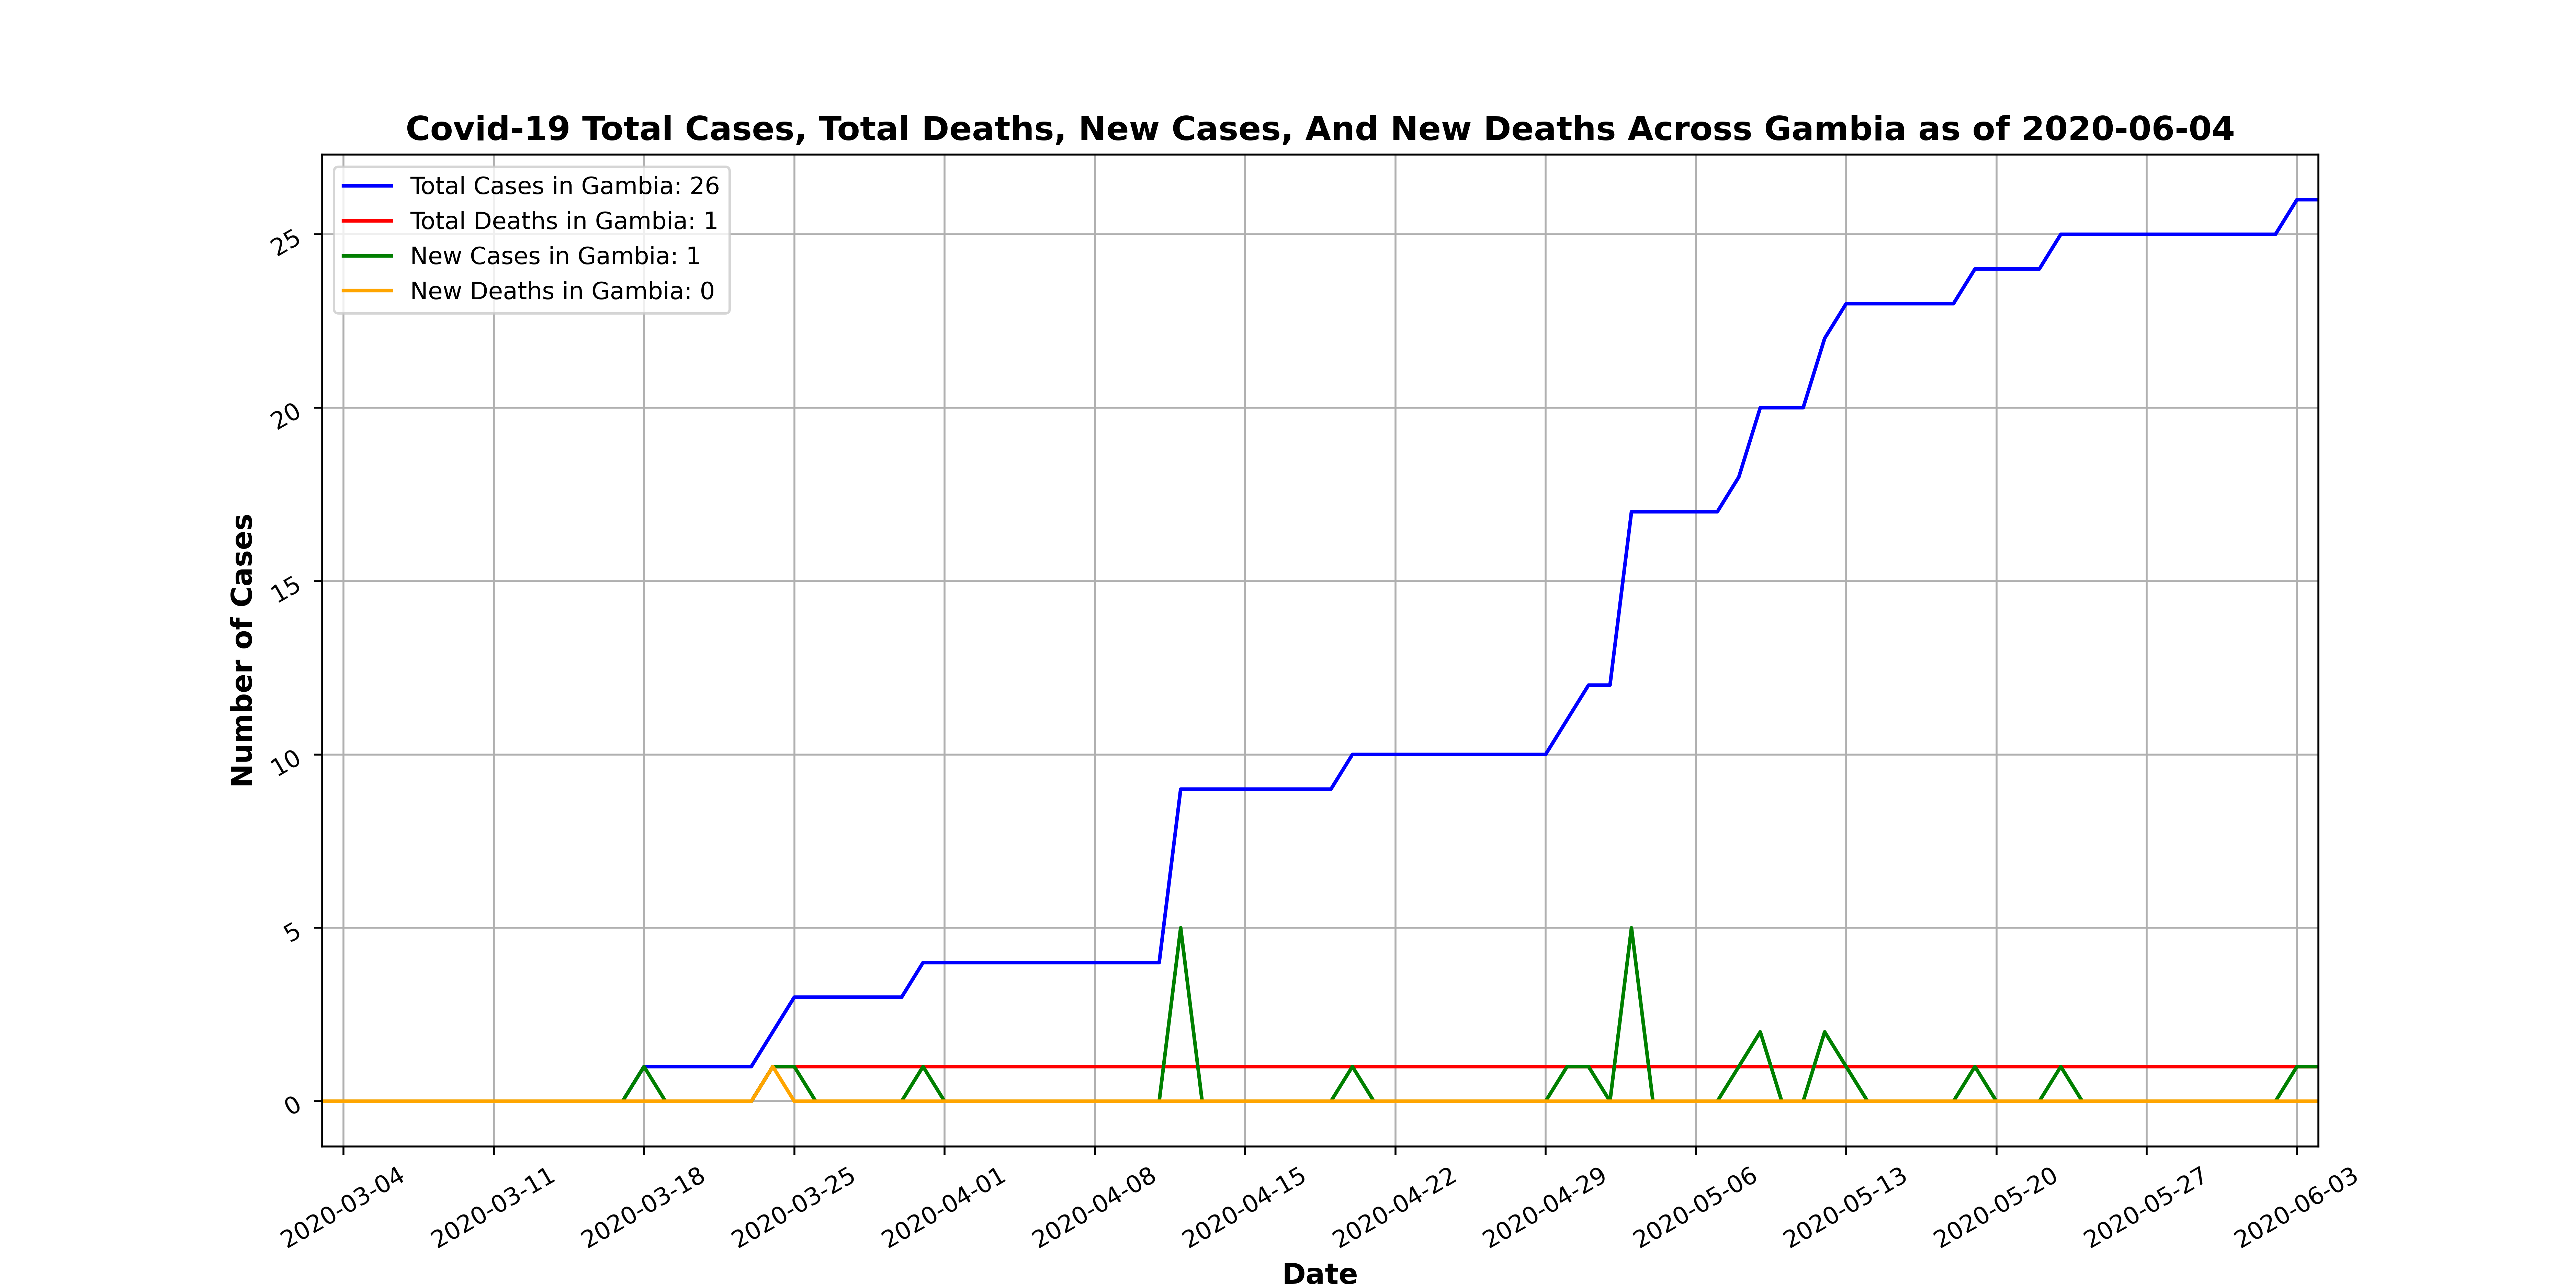 Covid-19 Total Cases, Total Deaths, New Cases, And New Deaths Across Gambia as of 2020-06-04
Total Cases in Gambia: 26
Total Deaths in Gambia: 1
New Cases in Gambia: 1
New Deaths in Gambia: 0
Number of Cases
25
20
15
10
5
0
2020-03-04
2020-03-11
2020-03-18
2020-03-25
2020-04-01
2020-04-08
2020-04-15
2020-04-22
2020-04-29
2020-05-06
2020-05-13
2020-05-20
2020-05-27
2020-06-03
Date